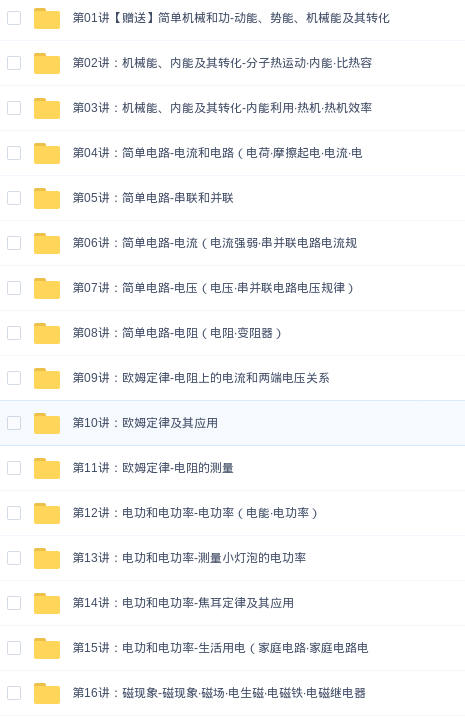 第01讲【赠送】简单机械和功-动能、势能、机械能及其转化
第02讲：机械能、内能及其转化-分子热运动·内能·比热容
第03讲：机械能、内能及其转化-内能利用·热机·热机效率
第04讲：简单电路-电流和电路（电荷·摩擦起电·电流·电
第05讲：简单电路-串联和并联
第06讲：简单电路-电流（电流强弱·串并联电路电流规
第07讲：简单电路-电压（电压·串并联电路电压规律）
第08讲：简单电路-电阻（电阻·变阻器）
第09讲：欧姆定律-电阻上的电流和两端电压关系
第10讲：欧姆定律及其应用
第11讲：欧姆定律-电阻的测量
第12讲：电功和电功率-电功率（电能·电功率）
第13讲：电功和电功率-测量小灯泡的电功率
第14讲：电功和电功率-焦耳定律及其应用
第15讲：电功和电功率-生活用电（家庭电路·家庭电路电
第16讲：磁现象-磁现象·磁场·电生磁·电磁铁·电磁继电器